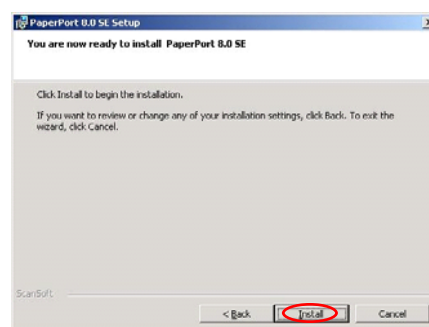 PaperPort 8.0 SE Setup
You are now ready to install PaperPort 8.0 SE
Click Install to begin the installation.
If you want to review or change any of your installation settings, click Back. To exit the
wizard, click Cancel.
ScanSoft
< Back Install Cancel